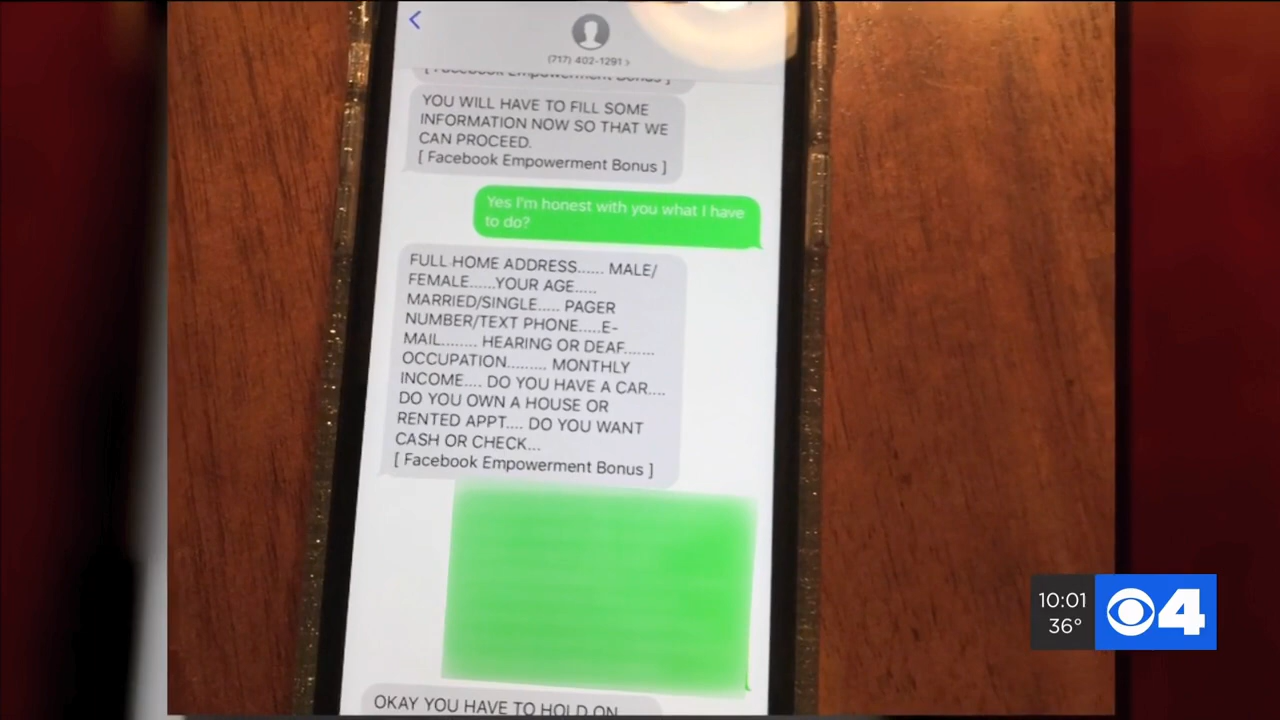 (717) 402-1291 >
[ Facebook Empowerment Bonus ]
YOU WILL HAVE TO FILL SOME
INFORMATION NOW SO THAT WE
CAN PROCEED.
[ Facebook Empowerment Bonus ]
Yes I'm honest with you what I have
to do?
FULL HOME ADDRESS...... MALE/
FEMALE......YOUR AGE.....
MARRIED/SINGLE..... PAGER
NUMBER/TEXT PHONE.....E-
MAIL........ HEARING OR DEAF.......
OCCUPATION......... MONTHLY
INCOME.... DO YOU HAVE A CAR....
DO YOU OWN A HOUSE OR
RENTED APPT.... DO YOU WANT
CASH OR CHECK...
[ Facebook Empowerment Bonus ]
OKAY YOU HAVE TO HOLD ON
10:01
36°
4